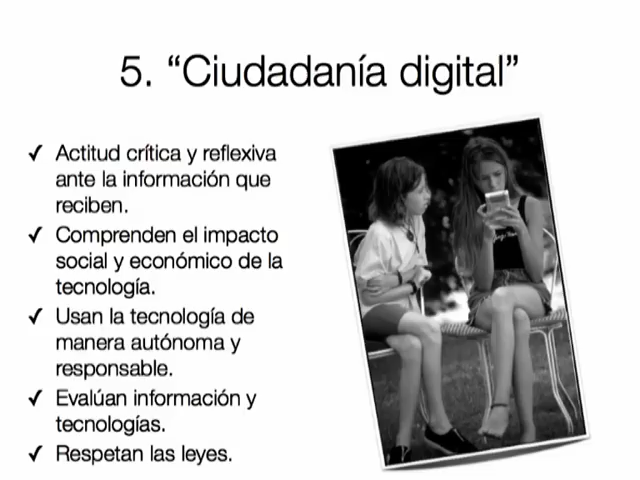 5. “Ciudadanía digital”
✓ Actitud crítica y reflexiva
ante la información que
reciben.
✓ Comprenden el impacto
social y económico de la
tecnología.
✓ Usan la tecnología de
manera autónoma y
responsable.
✓ Evalúan información y
tecnologías.
✓ Respetan las leyes.